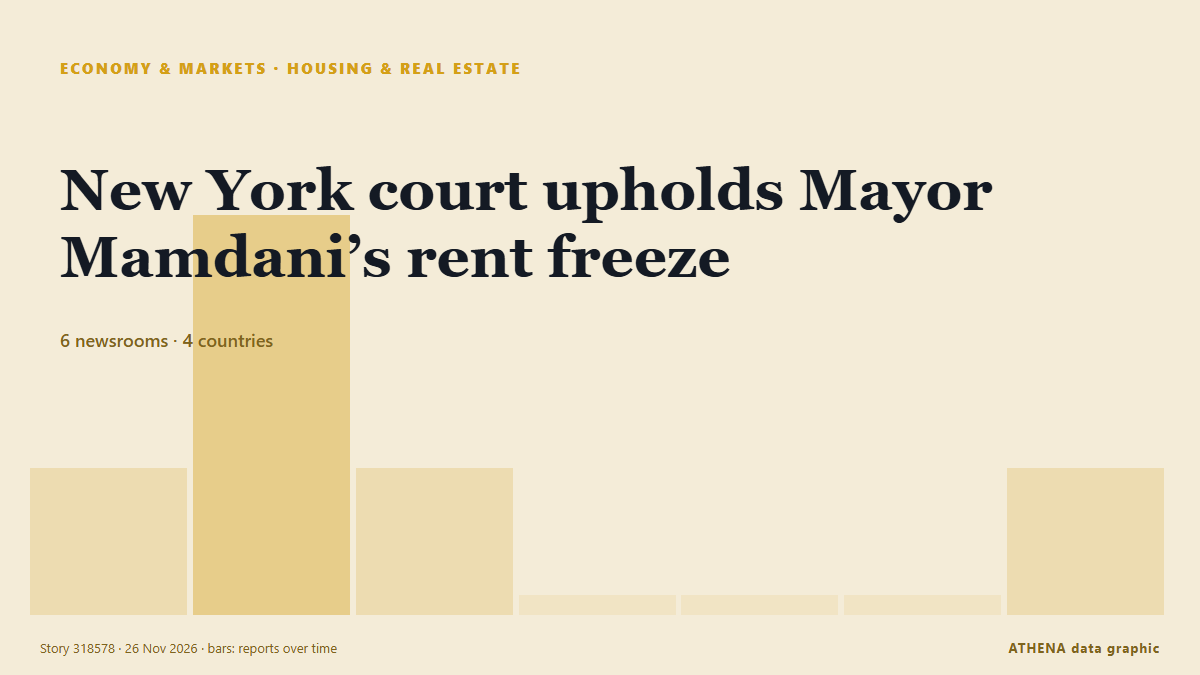 ECONOMY & MARKETS · HOUSING & REAL ESTATE
New York court upholds Mayor
Mamdani’s rent freeze
6 newsrooms · 4 countries
Story 318578 · 26 Nov 2026 · bars: reports over time
ATHENA data graphic